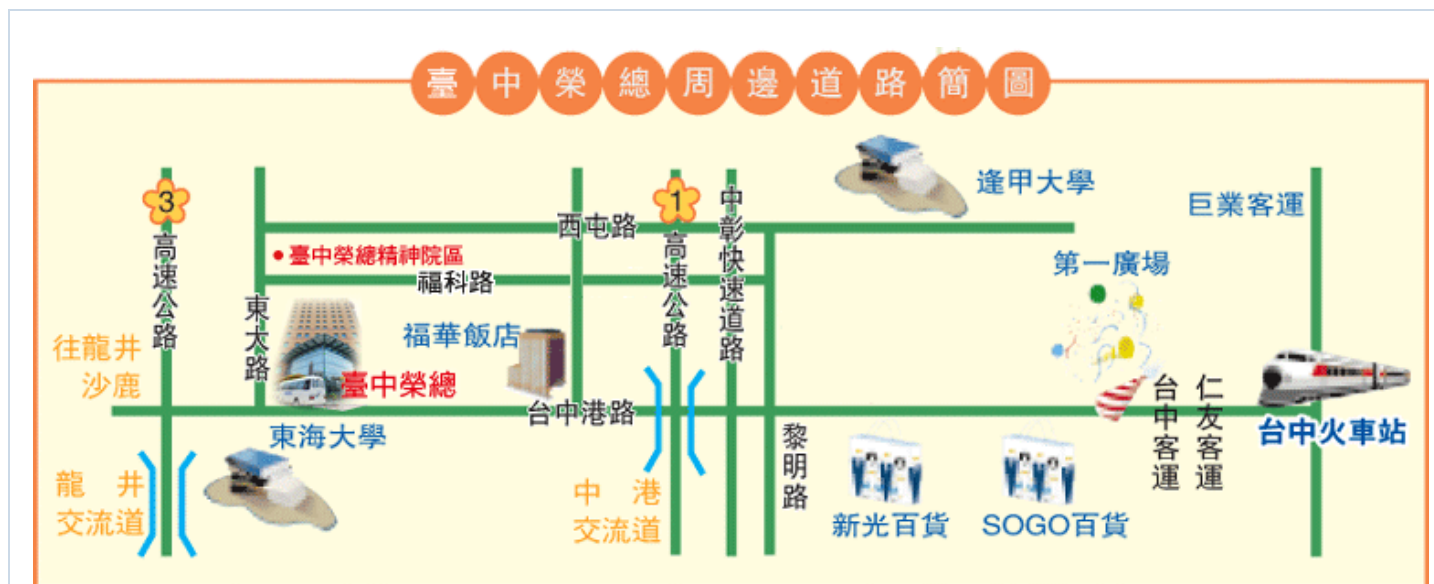 臺中榮總周邊道路簡圖
逢甲大學
巨業客運
3
高速公路
1
高速公路
中彰快速道路
西屯路
臺中榮總精神院區
福科路
第一廣場
東大路
福華飯店
往龍井
沙鹿
臺中榮總
台中港路
台中客運
仁友客運
台中火車站
東海大學
黎明路
龍井
交流道
中港
交流道
新光百貨
SOGO百貨